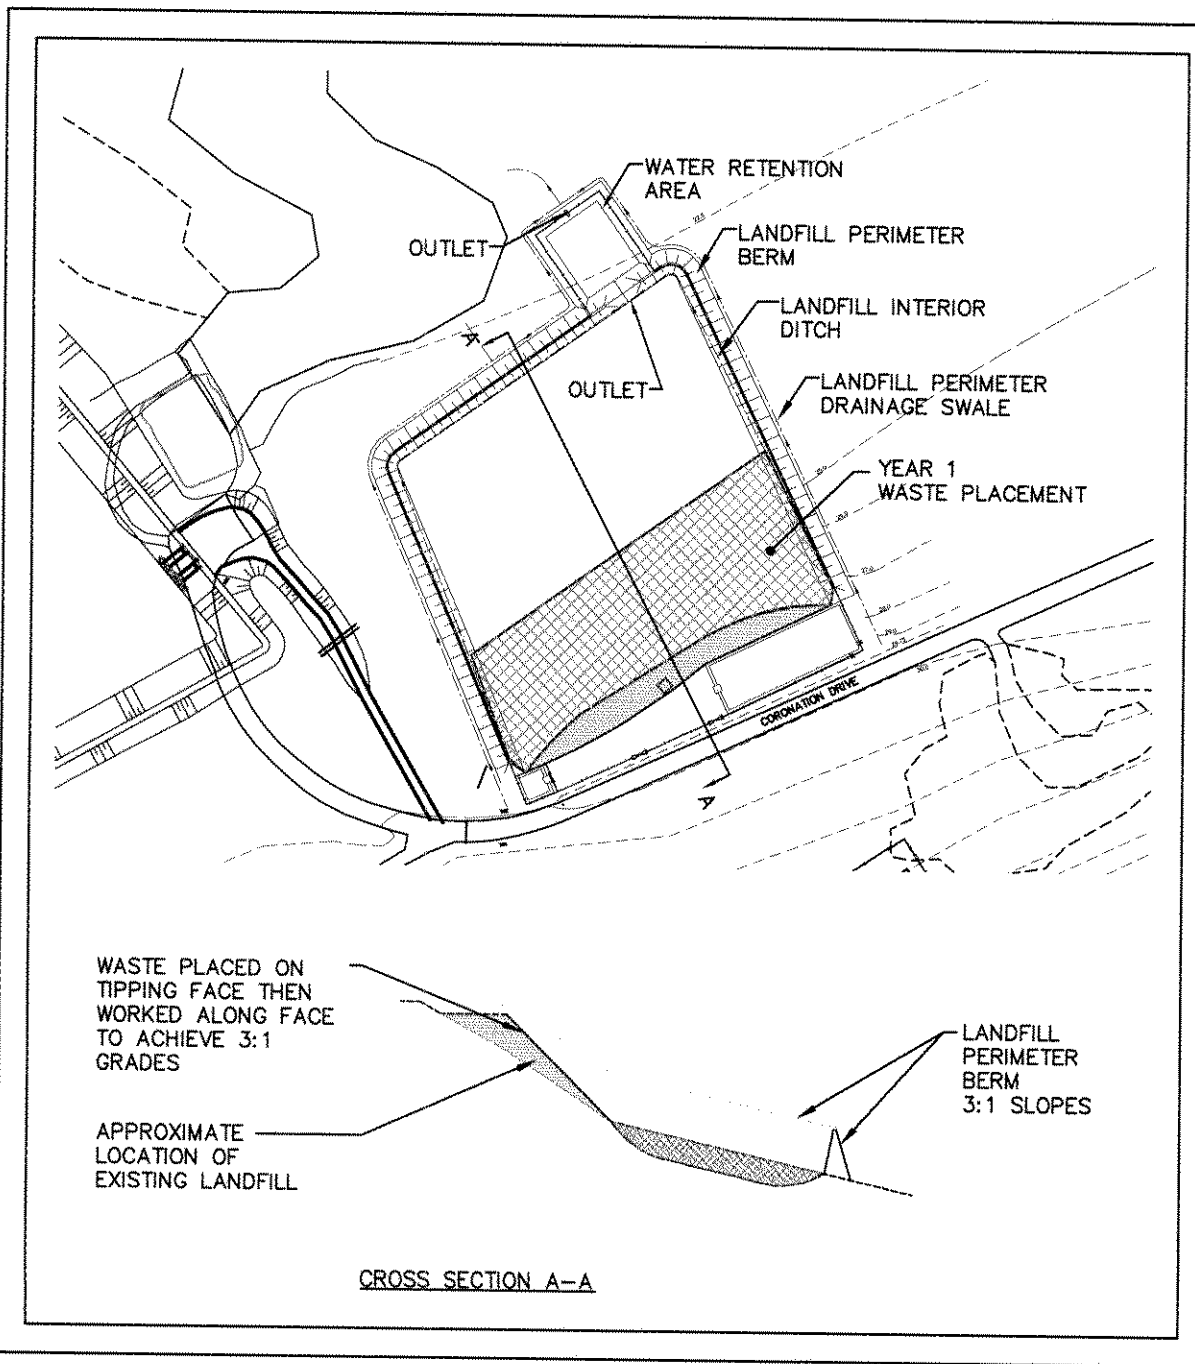 WATER RETENTION
AREA
OUTLET
LANDFILL PERIMETER
BERM
LANDFILL INTERIOR
DITCH
A
OUTLET
LANDFILL PERIMETER
DRAINAGE SWALE
YEAR 1
WASTE PLACEMENT
CORONATION DRIVE
A
WASTE PLACED ON
TIPPING FACE THEN
WORKED ALONG FACE
TO ACHIEVE 3:1
GRADES
LANDFILL
PERIMETER
BERM
3:1 SLOPES
APPROXIMATE
LOCATION OF
EXISTING LANDFILL
CROSS SECTION A-A